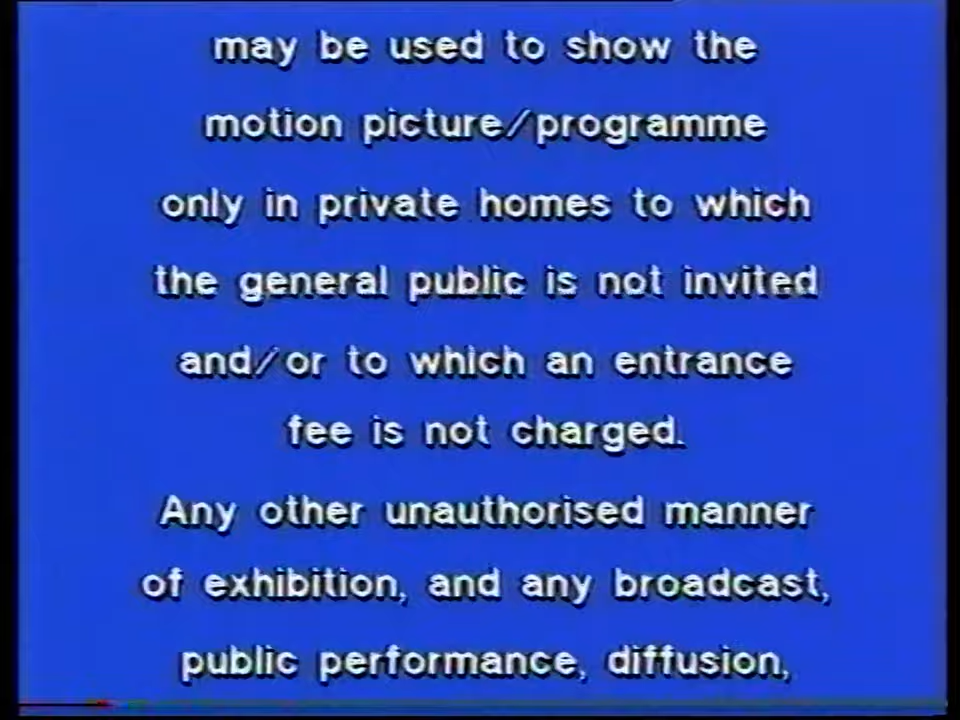 may be used to show the
motion picture/programme
only in private homes to which
the general public is not invited
and/or to which an entrance
fee is not charged.
Any other unauthorised manner
of exhibition, and any broadcast,
public performance, diffusion,